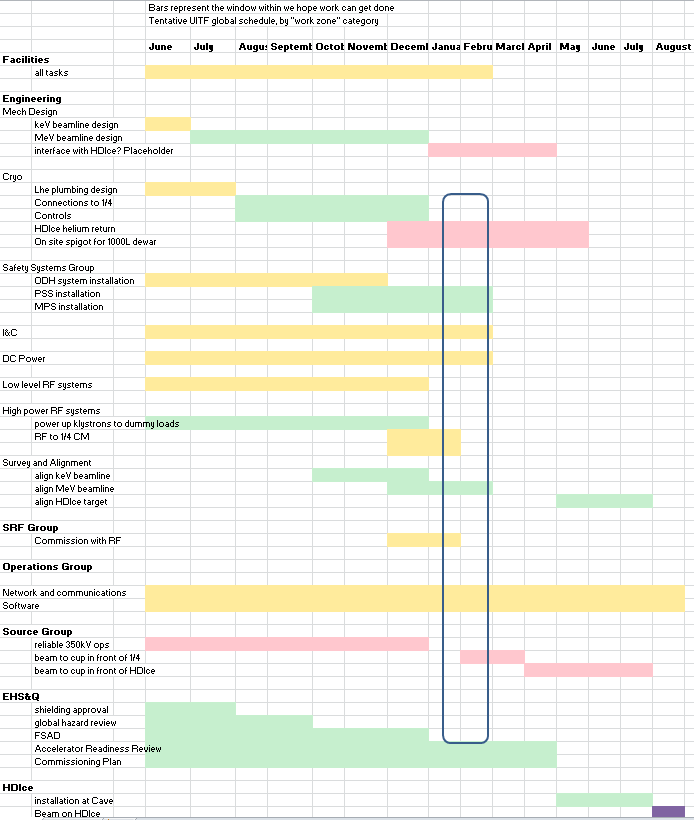 Bars represent the window within we hope work can get done
Tentative UITF global schedule, by "work zone" category
June July Augus Septemb Octob Novemb Decemb Janua Febru March April May June July August
Facilities
all tasks
Engineering
Mech Design
keV beamline design
MeV beamline design
interface with HDIce? Placeholder
Cryo
Lhe plumbing design
Connections to 1/4
Controls
HDIce helium return
On site spigot for 1000L dewar
Safety Systems Group
ODH system installation
PSS installation
MPS installation
I&C
DC Power
Low level RF systems
High power RF systems
power up klystrons to dummy loads
RF to 1/4 CM
Survey and Alignment
align keV beamline
align MeV beamline
align HDIce target
SRF Group
Commission with RF
Operations Group
Network and communications
Software
Source Group
reliable 350kV ops
beam to cup in front of 1/4
beam to cup in front of HDIce
EHS&Q
shielding approval
global hazard review
FSAD
Accelerator Readiness Review
Commissioning Plan
HDIce
installation at Cave
Beam on HDIce